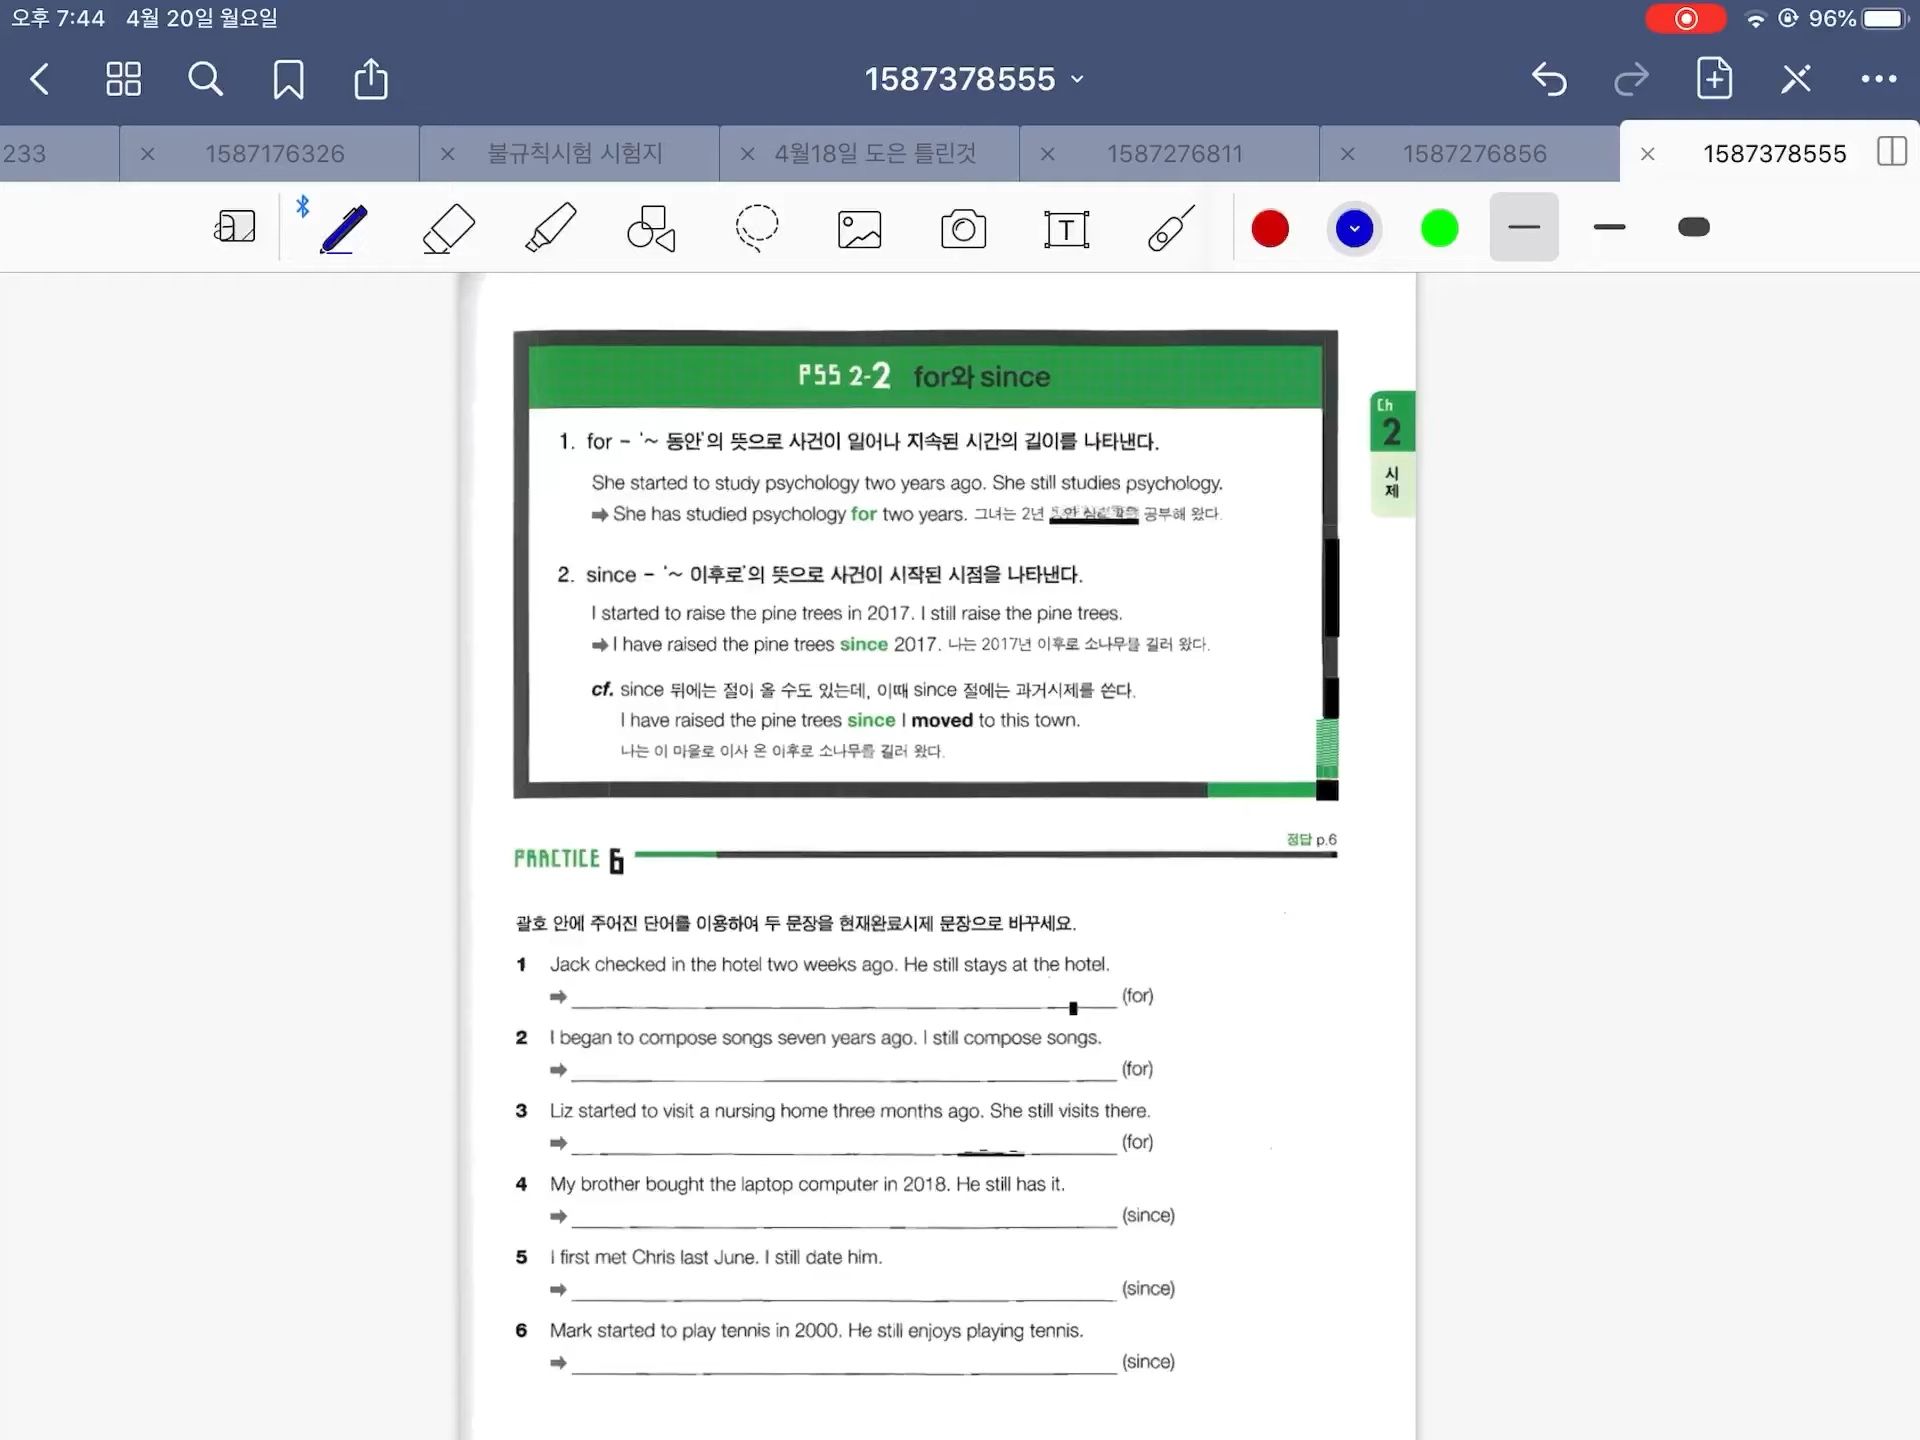 오후 7:44 4월 20일 월요일 96%
1587378555
233 1587176326 불규칙시험 시험지 4월18일 도은 틀린것 1587276811 1587276856 1587378555
PSS 2-2 for와 since
Ch 2
시제
1. for - '~ 동안'의 뜻으로 사건이 일어나 지속된 시간의 길이를 나타낸다.
She started to study psychology two years ago. She still studies psychology.
➡ She has studied psychology for two years. 그녀는 2년 공부해 왔다.
2. since - '~ 이후로'의 뜻으로 사건이 시작된 시점을 나타낸다.
I started to raise the pine trees in 2017. I still raise the pine trees.
➡ I have raised the pine trees since 2017. 나는 2017년 이후로 소나무를 길러 왔다.
cf. since 뒤에는 절이 올 수도 있는데, 이때 since 절에는 과거시제를 쓴다.
I have raised the pine trees since I moved to this town.
나는 이 마을로 이사 온 이후로 소나무를 길러 왔다.
정답 p.6
PRACTICE 6
괄호 안에 주어진 단어를 이용하여 두 문장을 현재완료시제 문장으로 바꾸세요.
1 Jack checked in the hotel two weeks ago. He still stays at the hotel.
➡ (for)
2 I began to compose songs seven years ago. I still compose songs.
➡ (for)
3 Liz started to visit a nursing home three months ago. She still visits there.
➡ (for)
4 My brother bought the laptop computer in 2018. He still has it.
➡ (since)
5 I first met Chris last June. I still date him.
➡ (since)
6 Mark started to play tennis in 2000. He still enjoys playing tennis.
➡ (since)